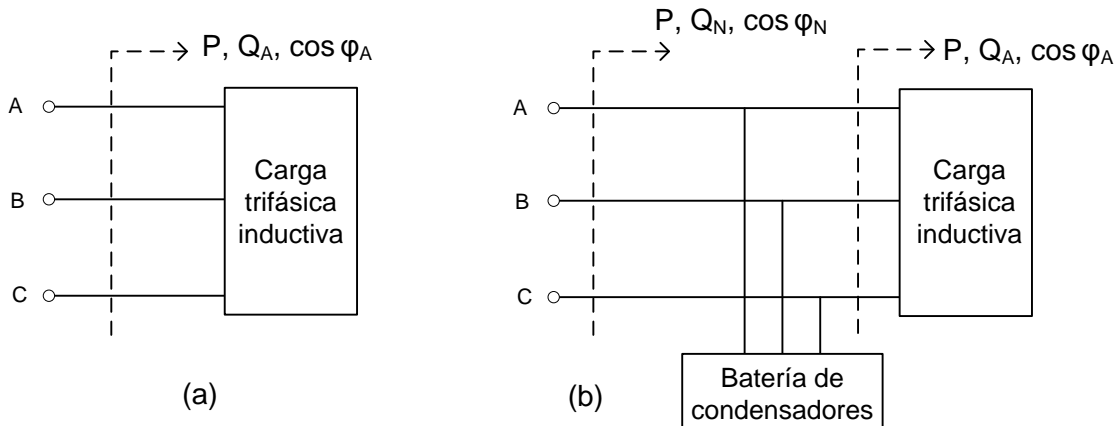 P, Q_A, cos φ_A
A
B
C
Carga
trifásica
inductiva
(a)
P, Q_N, cos φ_N
P, Q_A, cos φ_A
A
B
C
Carga
trifásica
inductiva
Batería de
condensadores
(b)